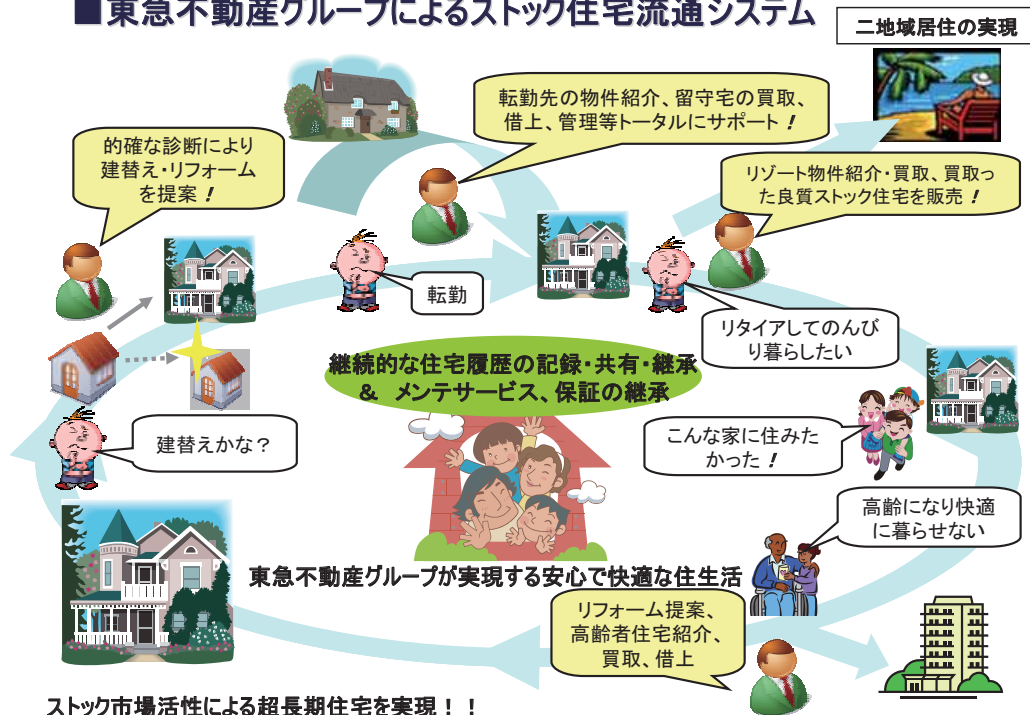 ■東急不動産グループによるストック住宅流通システム
二地域居住の実現
転勤先の物件紹介、留守宅の買取、
借上、管理等トータルにサポート！
的確な診断により
建替え・リフォーム
を提案！
リゾート物件紹介・買取、買取っ
た良質ストック住宅を販売！
転勤
リタイアしてのんび
り暮らしたい
継続的な住宅履歴の記録・共有・継承
＆ メンテサービス、保証の継承
建替えかな？
こんな家に住みた
かった！
高齢になり快適
に暮らせない
東急不動産グループが実現する安心で快適な住生活
リフォーム提案、
高齢者住宅紹介、
買取、借上
ストック市場活性による超長期住宅を実現！！